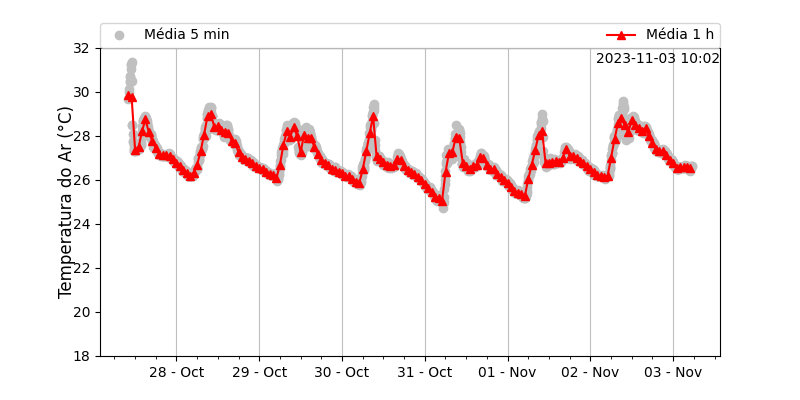 Média 5 min
Média 1 h
2023-11-03 10:02
Temperatura do Ar (°C)
32
30
28
26
24
22
20
18
28 - Oct
29 - Oct
30 - Oct
31 - Oct
01 - Nov
02 - Nov
03 - Nov